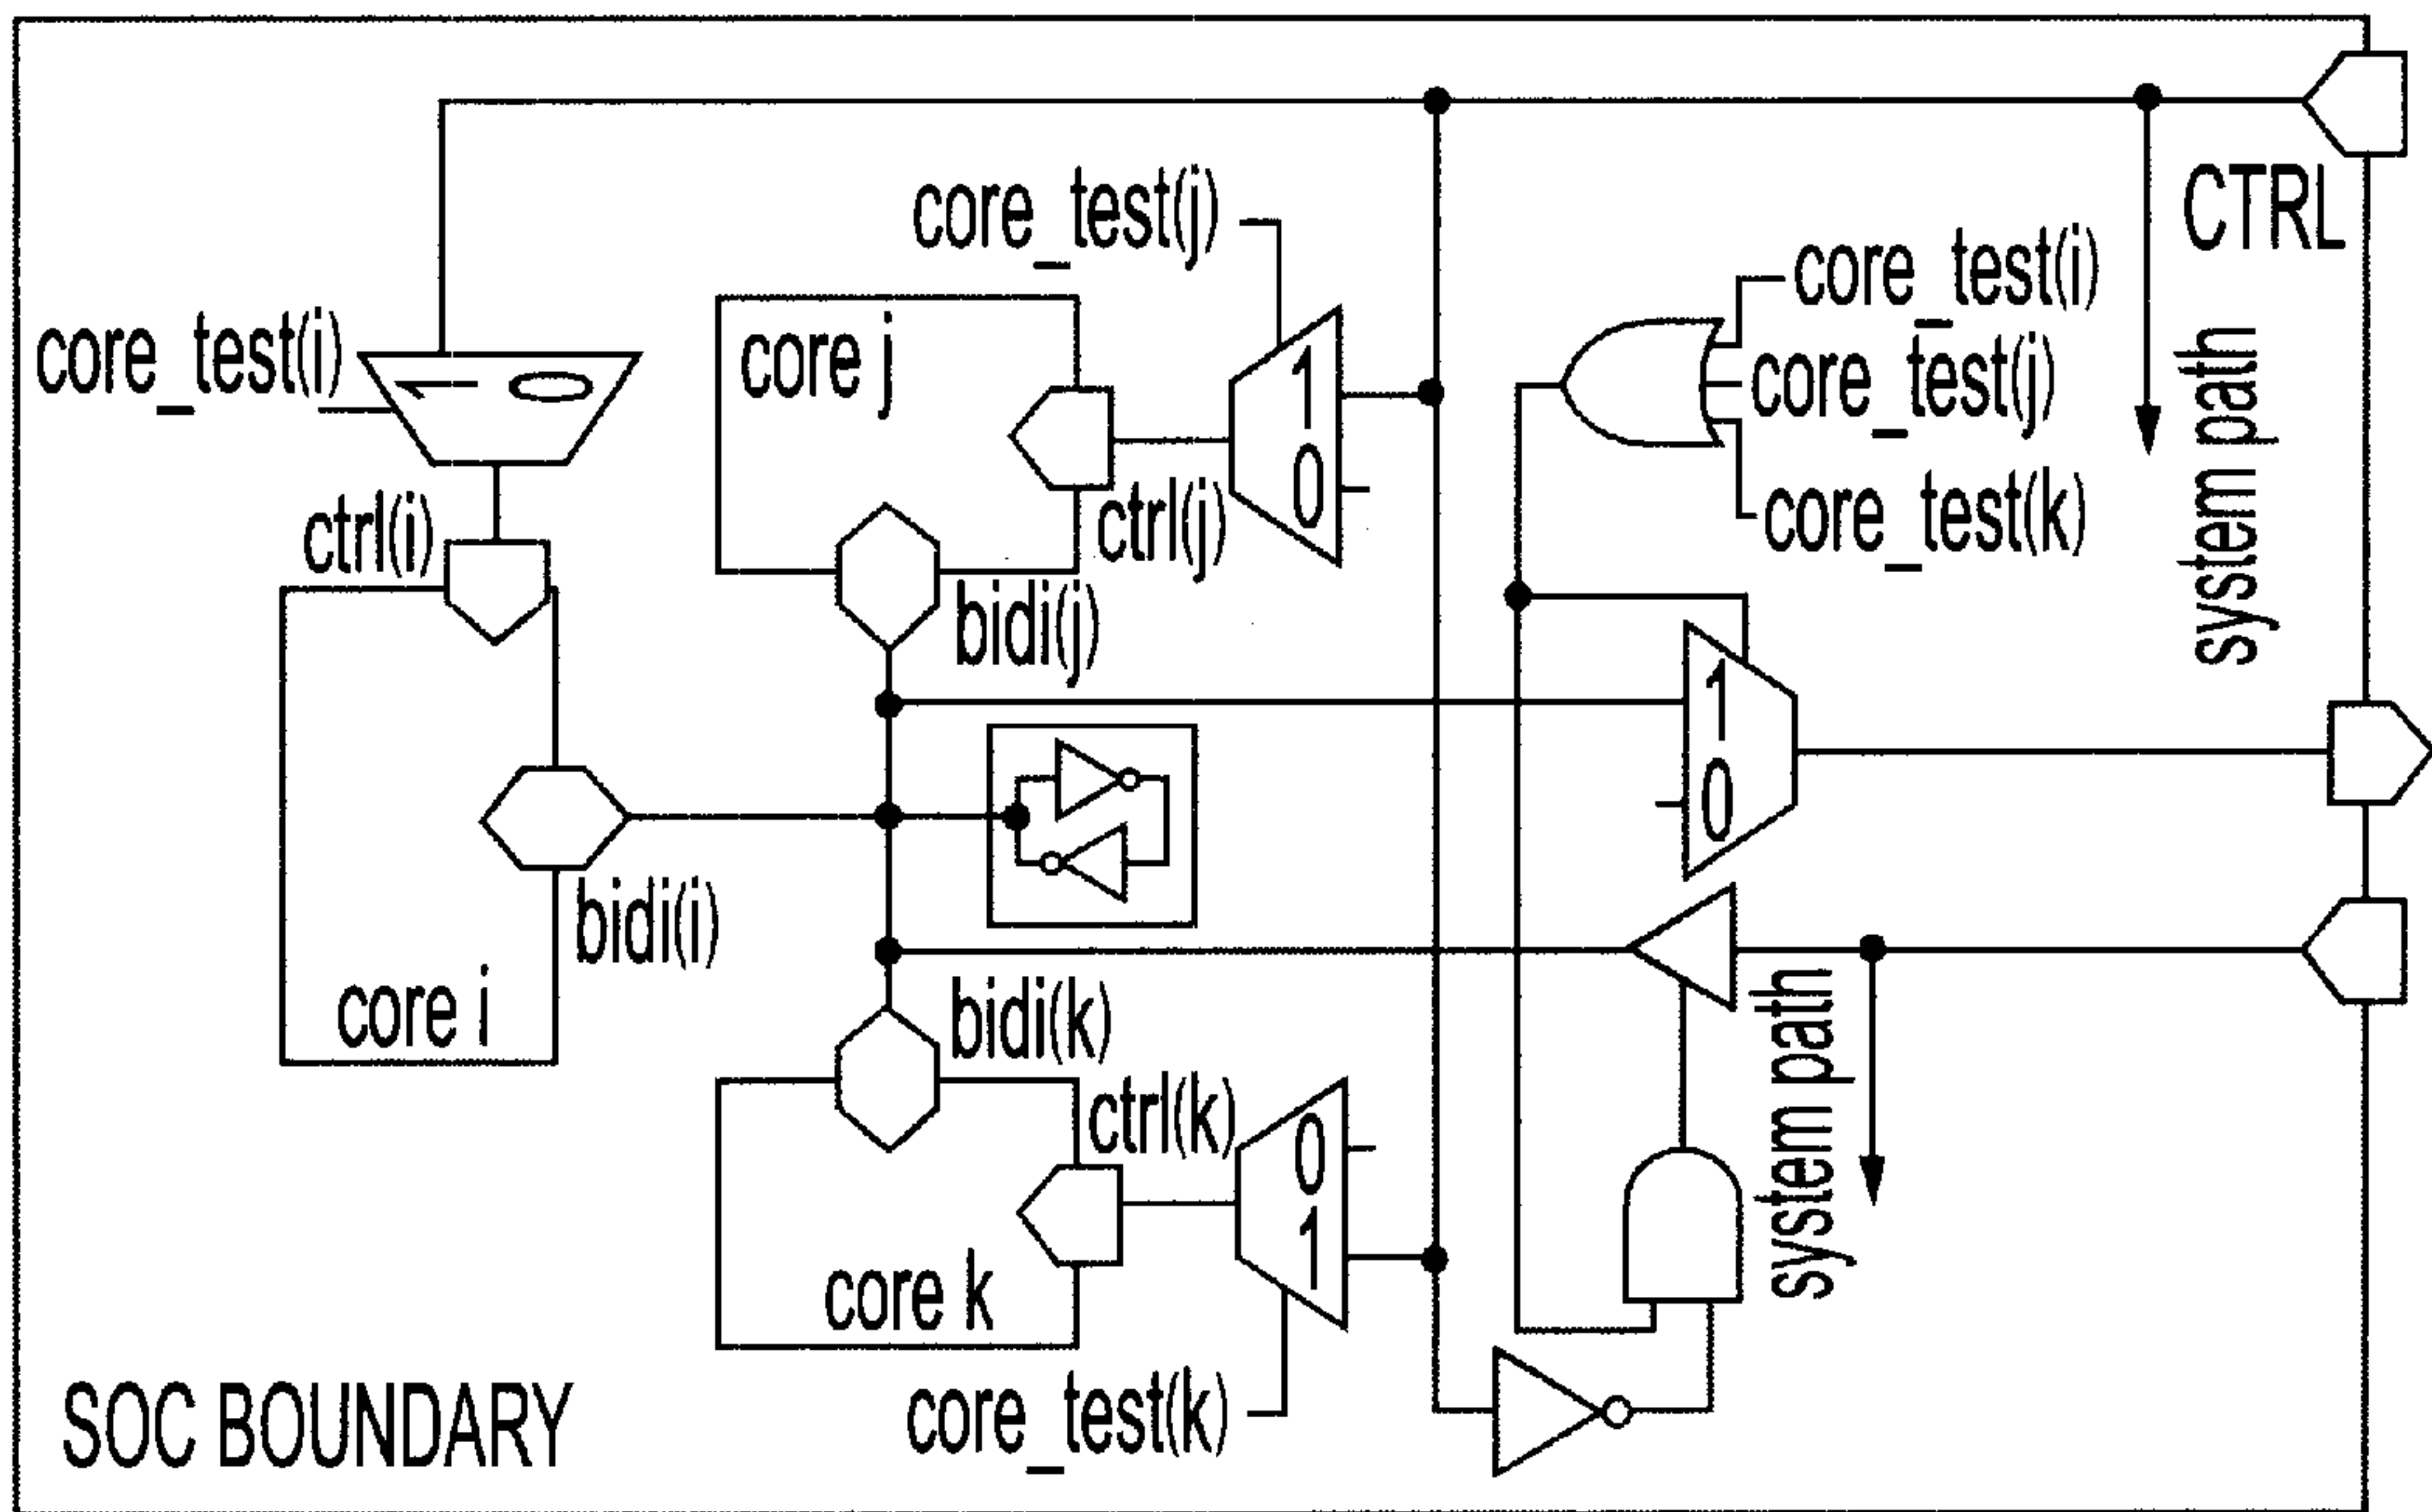 CTRL
core_test(j)
core_test(i)
core_test(i)
core j
1 0
1
0
core_test(j)
system path
ctrl(i)
ctrl(j)
core_test(k)
bidi(j)
1
0
bidi(i)
core i
bidi(k)
system path
ctrl(k)
0
1
core k
core_test(k)
SOC BOUNDARY